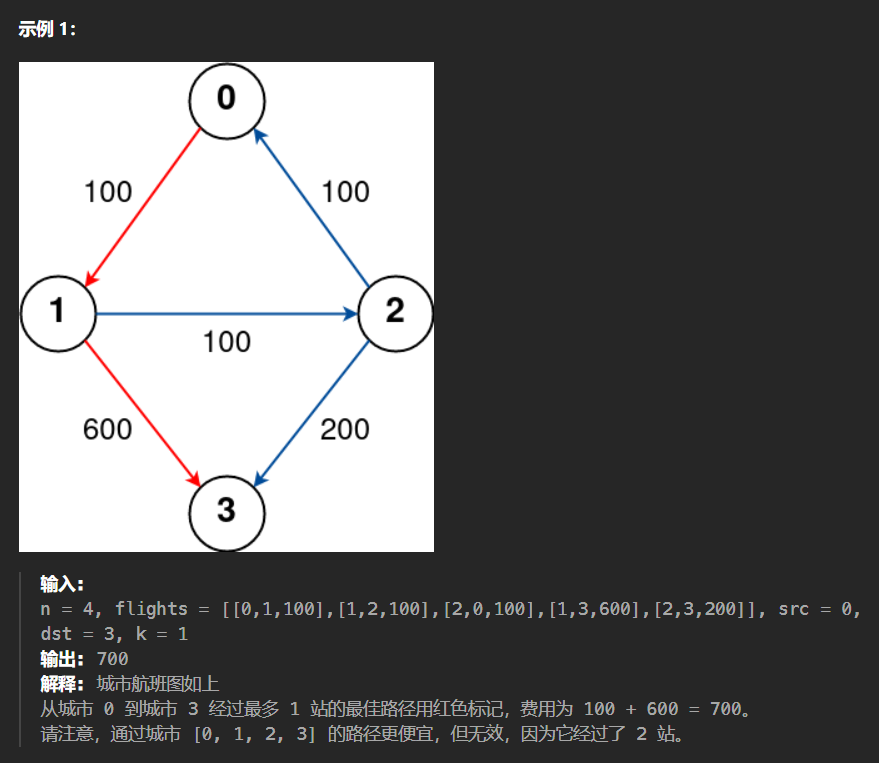 示例 1：
0
100
100
1
2
100
600
200
3
输入：
n = 4, flights = [[0,1,100],[1,2,100],[2,0,100],[1,3,600],[2,3,200]], src = 0,
dst = 3, k = 1
输出： 700
解释： 城市航班图如上
从城市 0 到城市 3 经过最多 1 站的最佳路径用红色标记，费用为 100 + 600 = 700。
请注意，通过城市 [0, 1, 2, 3] 的路径更便宜，但无效，因为它经过了 2 站。